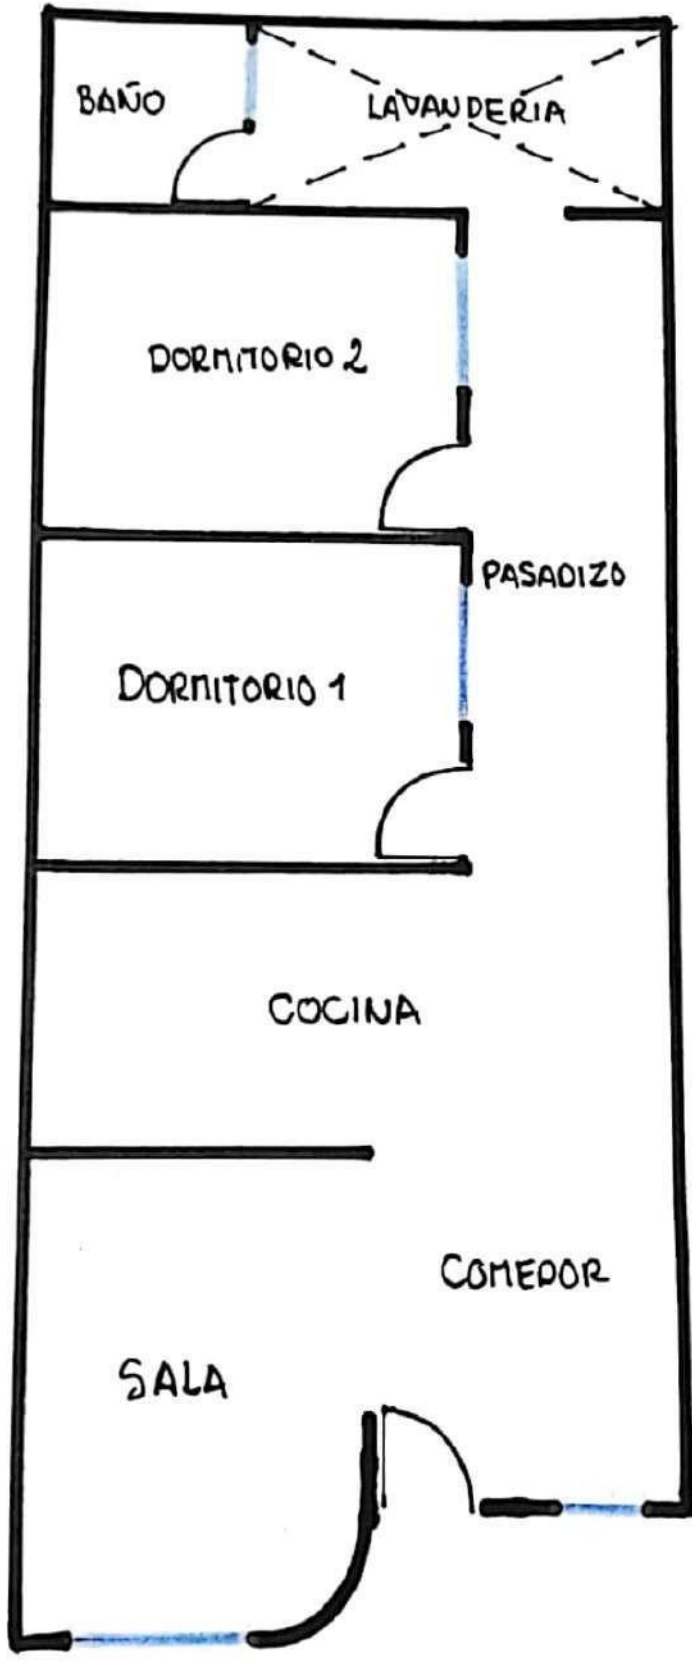 BAÑO
LAVANDERIA
DORMITORIO 2
PASADIZO
DORMITORIO 1
COCINA
COMEDOR
SALA